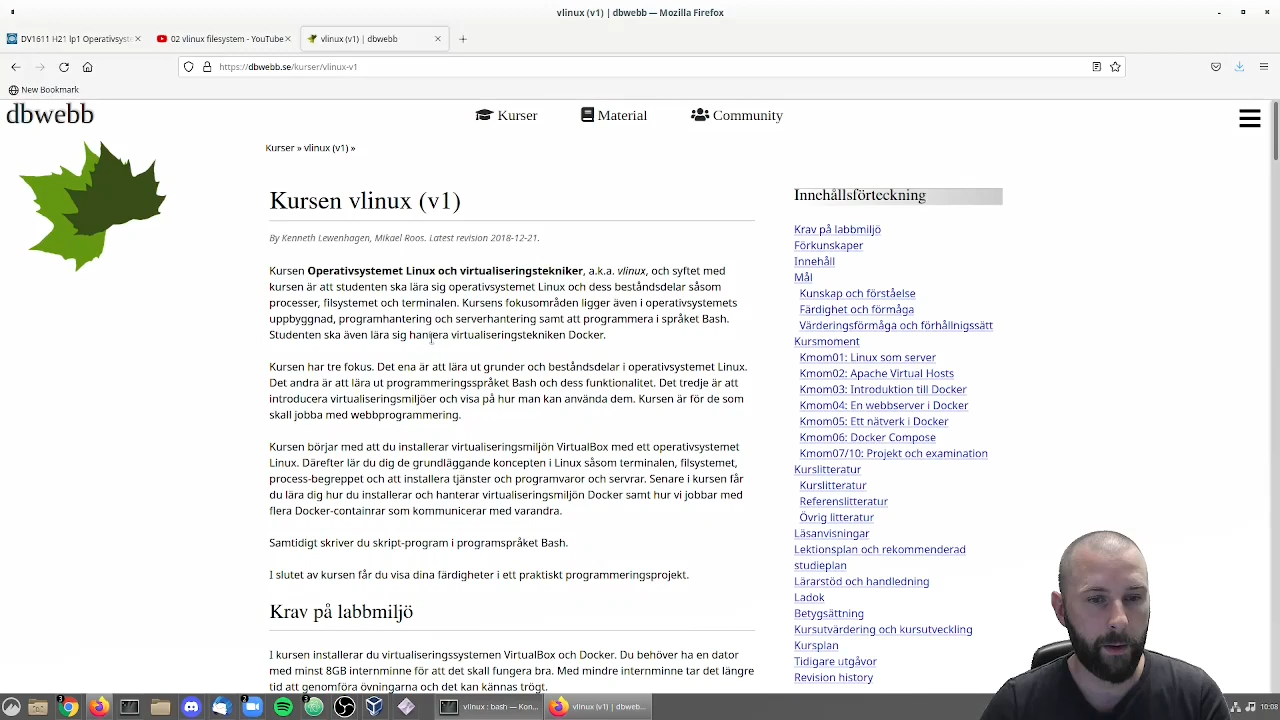 vlinux (v1) | dbwebb — Mozilla Firefox
DV1611 H21 lp1 Operativsyst
02 vlinux filesystem - YouTube
vlinux (v1) | dbwebb
https://dbwebb.se/kurser/vlinux-v1
New Bookmark
dbwebb
Kurser
Material
Community
Kurser » vlinux (v1) »
Kursen vlinux (v1)
By Kenneth Lewenhagen, Mikael Roos. Latest revision 2018-12-21.
Kursen Operativsystemet Linux och virtualiseringstekniker, a.k.a. vlinux, och syftet med
kursen är att studenten ska lära sig operativsystemet Linux och dess beståndsdelar såsom
processer, filsystemet och terminalen. Kursens fokusområden ligger även i operativsystemets
uppbyggnad, programhantering och serverhantering samt att programmera i språket Bash.
Studenten ska även lära sig hantera virtualiseringstekniken Docker.
Kursen har tre fokus. Det ena är att lära ut grunder och beståndsdelar i operativsystemet Linux.
Det andra är att lära ut programmeringsspråket Bash och dess funktionalitet. Det tredje är att
introducera virtualiseringsmiljöer och visa på hur man kan använda dem. Kursen är för de som
skall jobba med webbprogrammering.
Kursen börjar med att du installerar virtualiseringsmiljön VirtualBox med ett operativsystemet
Linux. Därefter lär du dig de grundläggande koncepten i Linux såsom terminalen, filsystemet,
process-begreppet och att installera tjänster och programvaror och servrar. Senare i kursen får
du lära dig hur du installerar och hanterar virtualiseringsmiljön Docker samt hur vi jobbar med
flera Docker-containrar som kommunicerar med varandra.
Samtidigt skriver du skript-program i programspråket Bash.
I slutet av kursen får du visa dina färdigheter i ett praktiskt programmeringsprojekt.
Krav på labbmiljö
I kursen installerar du virtualiseringssystemen VirtualBox och Docker. Du behöver ha en dator
med minst 8GB internminne för att det skall fungera bra. Med mindre internminne tar det längre
tid att genomföra övningarna och det kan kännas trögt.
Innehållsförteckning
Krav på labbmiljö
Förkunskaper
Innehåll
Mål
Kunskap och förståelse
Färdighet och förmåga
Värderingsförmåga och förhållnigssätt
Kursmoment
Kmom01: Linux som server
Kmom02: Apache Virtual Hosts
Kmom03: Introduktion till Docker
Kmom04: En webbserver i Docker
Kmom05: Ett nätverk i Docker
Kmom06: Docker Compose
Kmom07/10: Projekt och examination
Kurslitteratur
Kurslitteratur
Referenslitteratur
Övrig litteratur
Läsanvisningar
Lektionsplan och rekommenderad
studieplan
Lärarstöd och handledning
Ladok
Betygsättning
Kursutvärdering och kursutveckling
Kursplan
Tidigare utgåvor
Revision history
vlinux : bash — Kon...
vlinux (v1) | dbweb...
10:08